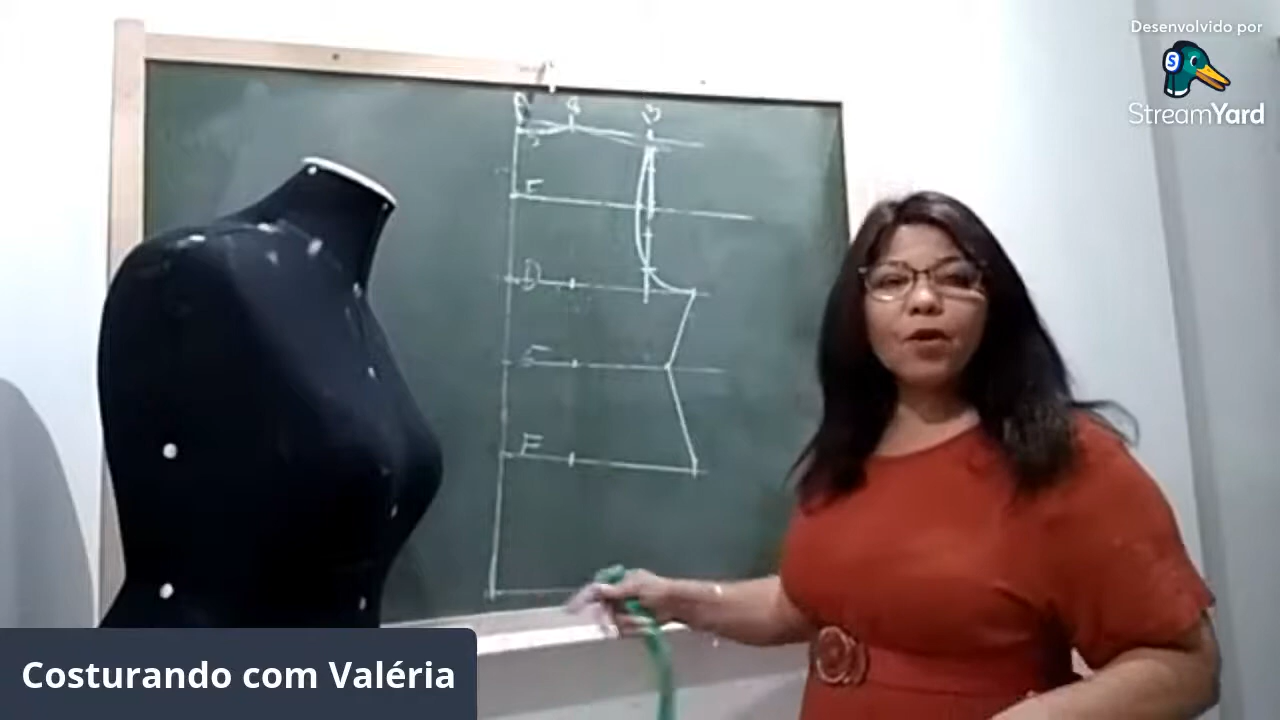 Desenvolvido por
StreamYard
E
D
F
Costurando com Valéria